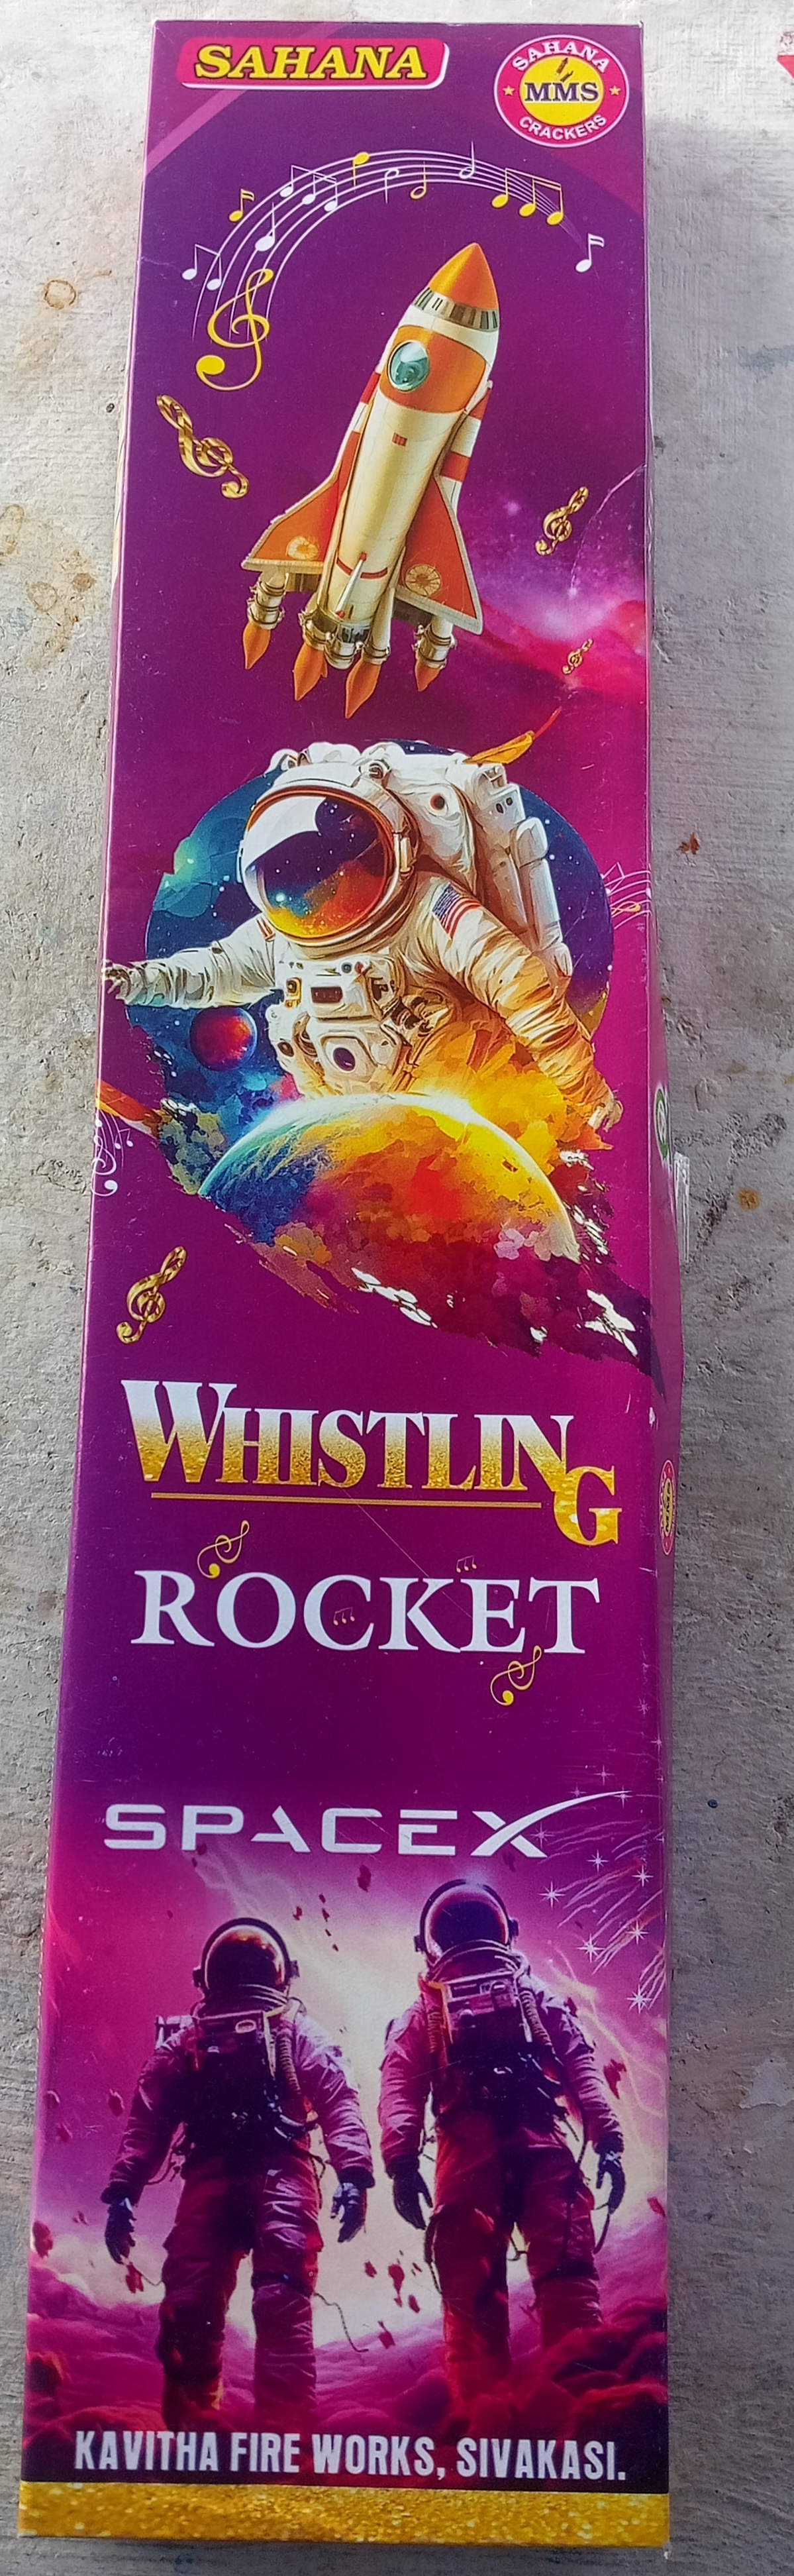 SAHANA
SAHANA
MMS
CRACKERS
WHISTLING
ROCKET
SPACEX
KAVITHA FIRE WORKS, SIVAKASI.